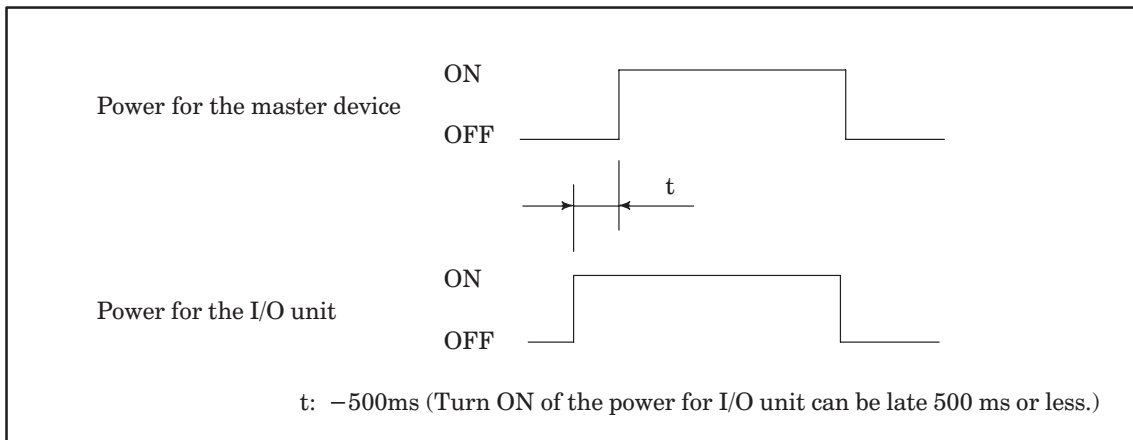 ON
Power for the master device
OFF
t
ON
Power for the I/O unit
OFF
t: −500ms (Turn ON of the power for I/O unit can be late 500 ms or less.)